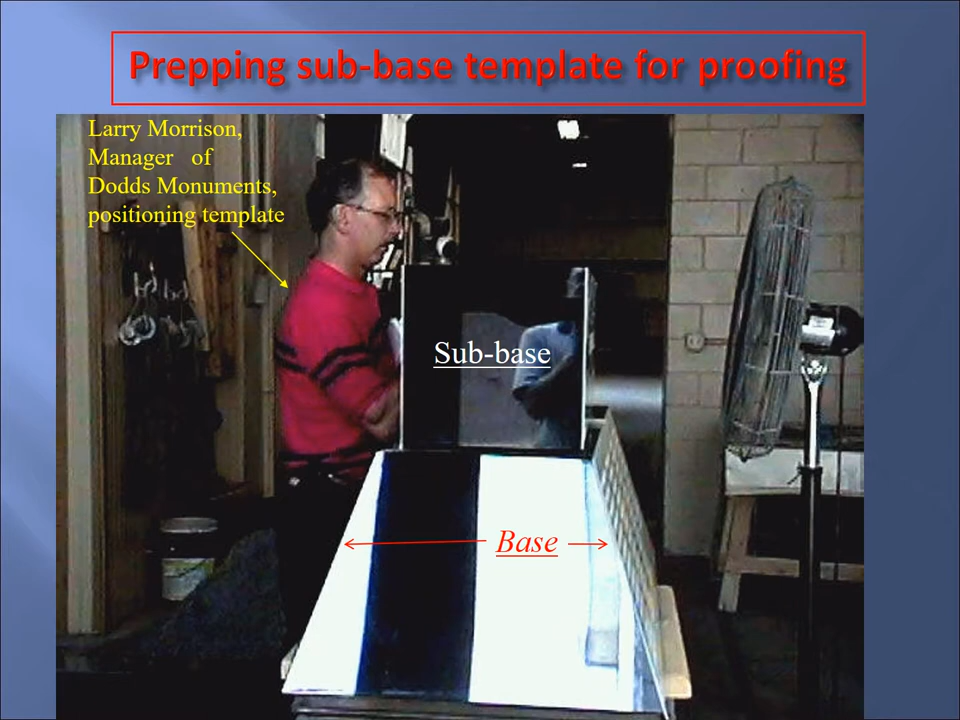 Prepping sub-base template for proofing
Larry Morrison,
Manager of
Dodds Monuments,
positioning template
Sub-base
Base